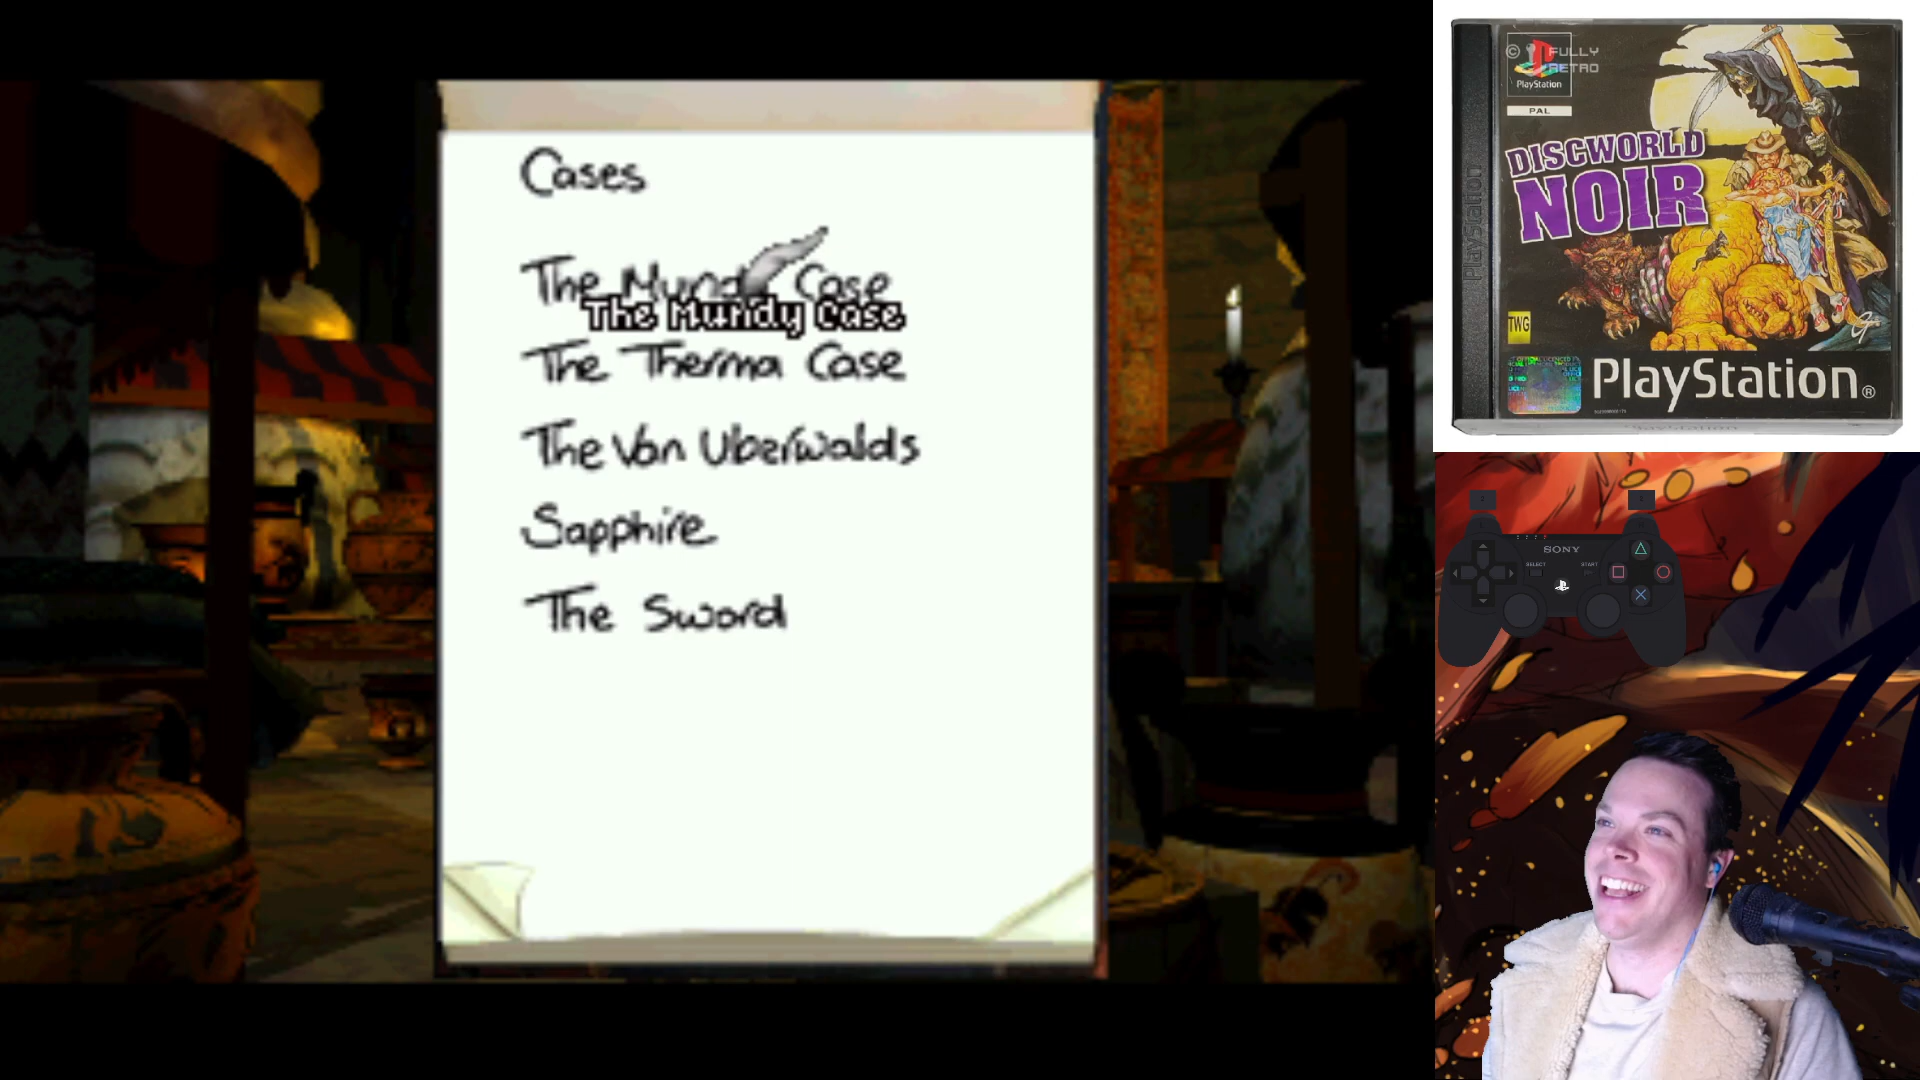 Cases
The Mundy Case
The Mundy Case
The Therma Case
The Von Uberwalds
Sapphire
The Sword
© FULLY
RETRO
PlayStation
PAL
DISCWORLD
NOIR
TWG
PlayStation®
PlayStation
SONY
SELECT
START